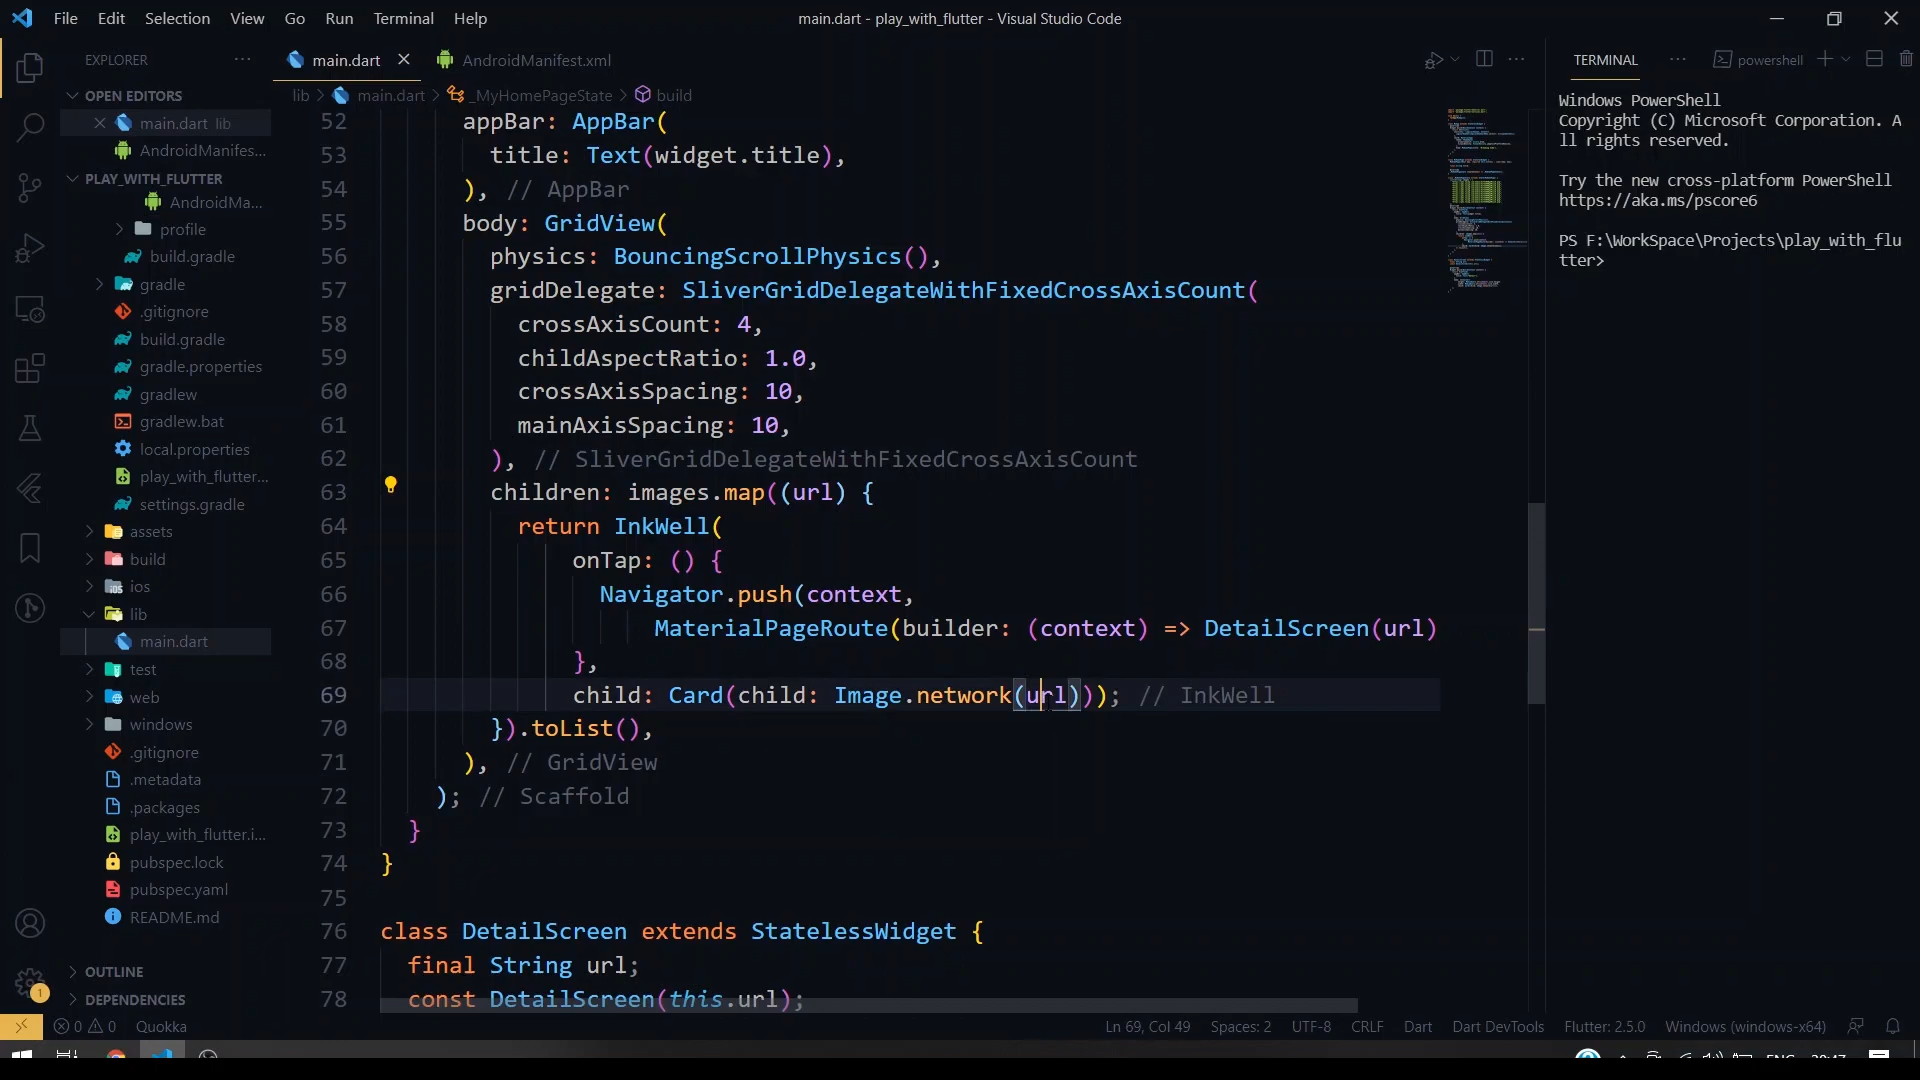 File Edit Selection View Go Run Terminal Help
main.dart - play_with_flutter - Visual Studio Code
EXPLORER
OPEN EDITORS
main.dart lib
AndroidManifes...
PLAY_WITH_FLUTTER
AndroidMa...
profile
build.gradle
gradle
.gitignore
build.gradle
gradle.properties
gradlew
gradlew.bat
local.properties
play_with_flutter...
settings.gradle
assets
build
ios
lib
main.dart
test
web
windows
.gitignore
.metadata
.packages
play_with_flutter.i...
pubspec.lock
pubspec.yaml
README.md
OUTLINE
DEPENDENCIES
main.dart
AndroidManifest.xml
lib > main.dart > _MyHomePageState > build
52 appBar: AppBar(
53 title: Text(widget.title),
54 ), // AppBar
55 body: GridView(
56 physics: BouncingScrollPhysics(),
57 gridDelegate: SliverGridDelegateWithFixedCrossAxisCount(
58 crossAxisCount: 4,
59 childAspectRatio: 1.0,
60 crossAxisSpacing: 10,
61 mainAxisSpacing: 10,
62 ), // SliverGridDelegateWithFixedCrossAxisCount
63 children: images.map((url) {
64 return InkWell(
65 onTap: () {
66 Navigator.push(context,
67 MaterialPageRoute(builder: (context) => DetailScreen(url)
68 },
69 child: Card(child: Image.network(url))); // InkWell
70 }).toList(),
71 ), // GridView
72 ); // Scaffold
73 }
74 }
75
76 class DetailScreen extends StatelessWidget {
77 final String url;
78 const DetailScreen(this.url);
TERMINAL
powershell
Windows PowerShell
Copyright (C) Microsoft Corporation. A
ll rights reserved.
Try the new cross-platform PowerShell
https://aka.ms/pscore6
PS F:\WorkSpace\Projects\play_with_flu
tter>
1
0 0 Quokka
Ln 69, Col 49 Spaces: 2 UTF-8 CRLF Dart Dart DevTools Flutter: 2.5.0 Windows (windows-x64)